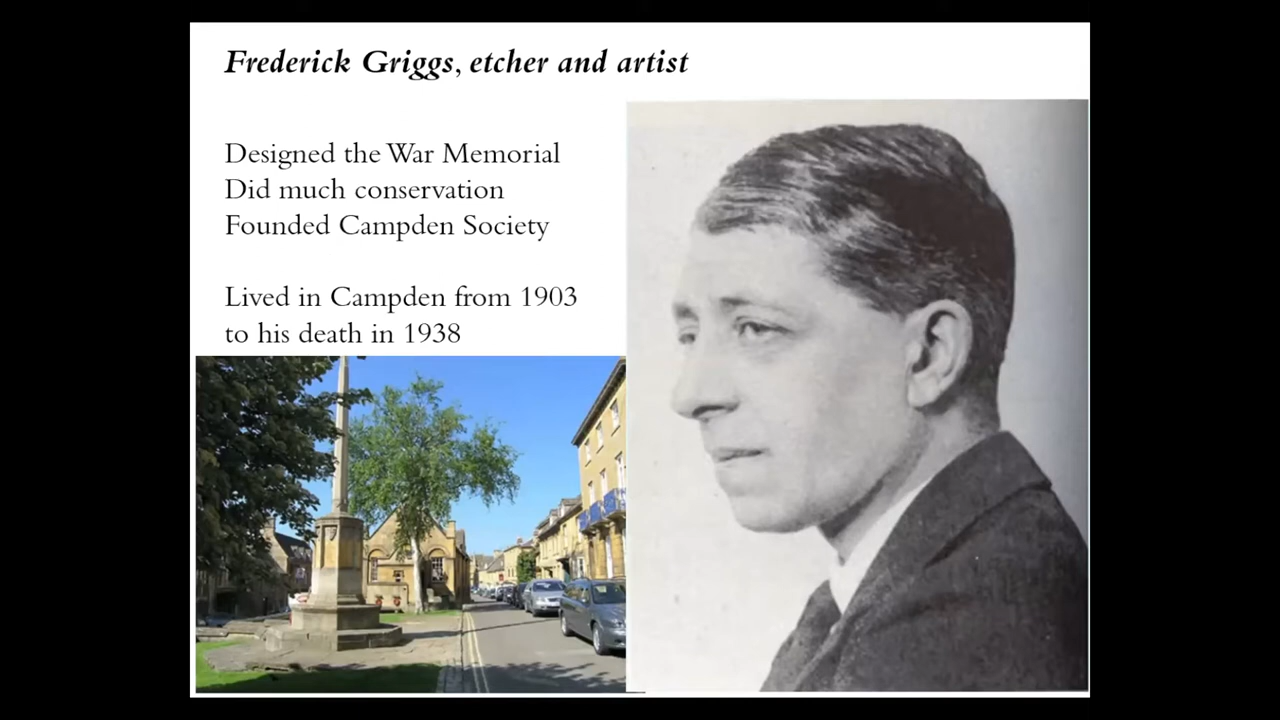 Frederick Griggs, etcher and artist
Designed the War Memorial
Did much conservation
Founded Campden Society
Lived in Campden from 1903
to his death in 1938